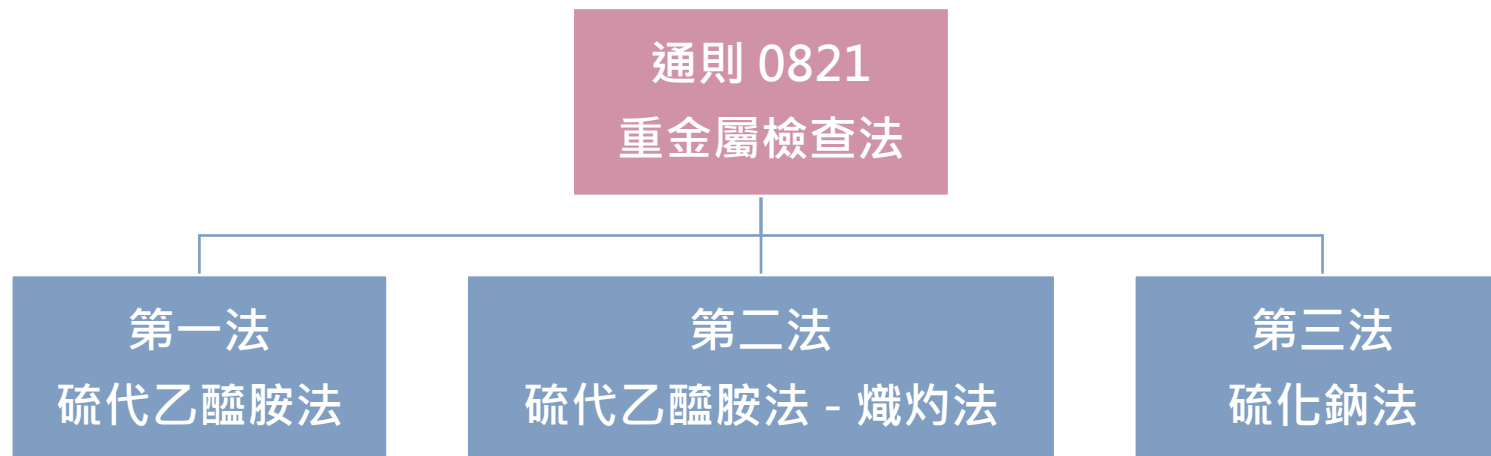 通則 0821
重金屬檢查法
第一法
硫代乙醯胺法
第二法
硫代乙醯胺法 - 熾灼法
第三法
硫化鈉法